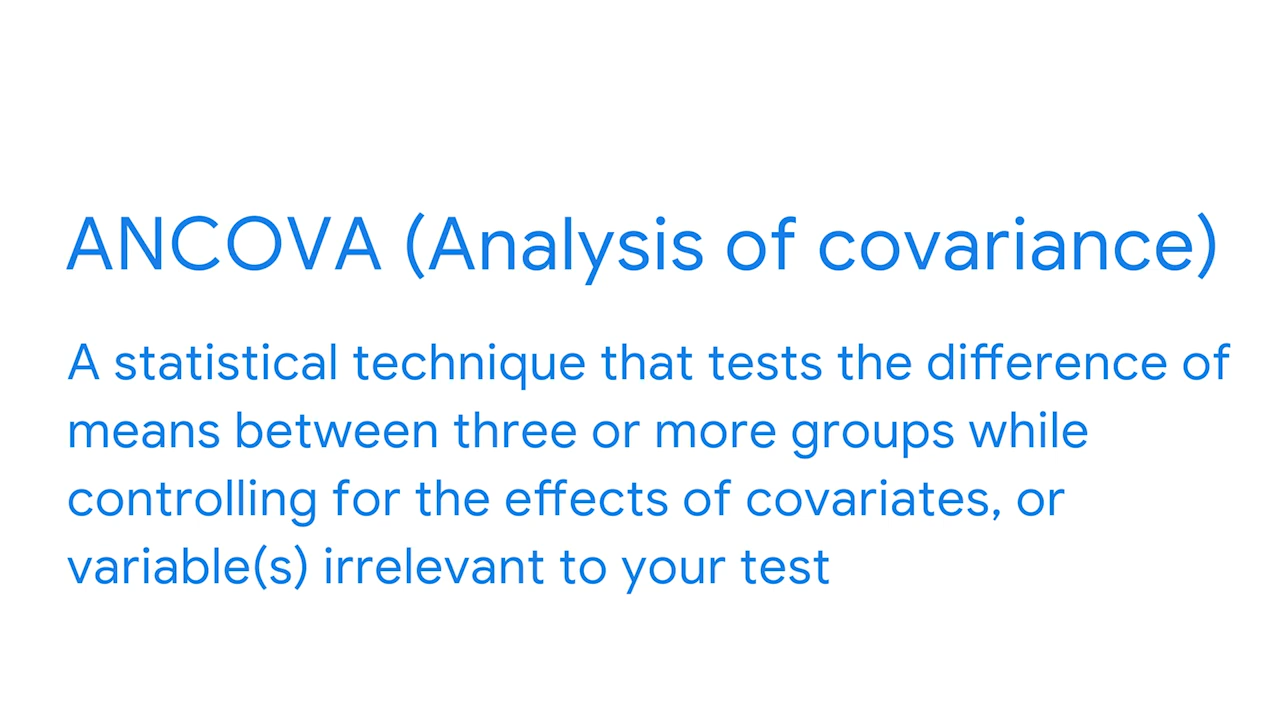 ANCOVA (Analysis of covariance)
A statistical technique that tests the difference of
means between three or more groups while
controlling for the effects of covariates, or
variable(s) irrelevant to your test